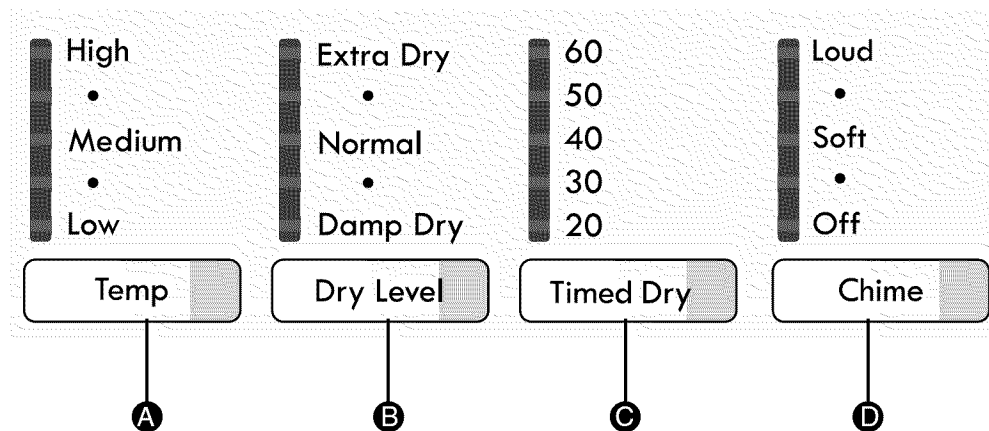 High
Medium
Low
Temp
A
Extra Dry
Normal
Damp Dry
Dry Level
B
60
50
40
30
20
Timed Dry
C
Loud
Soft
Off
Chime
D